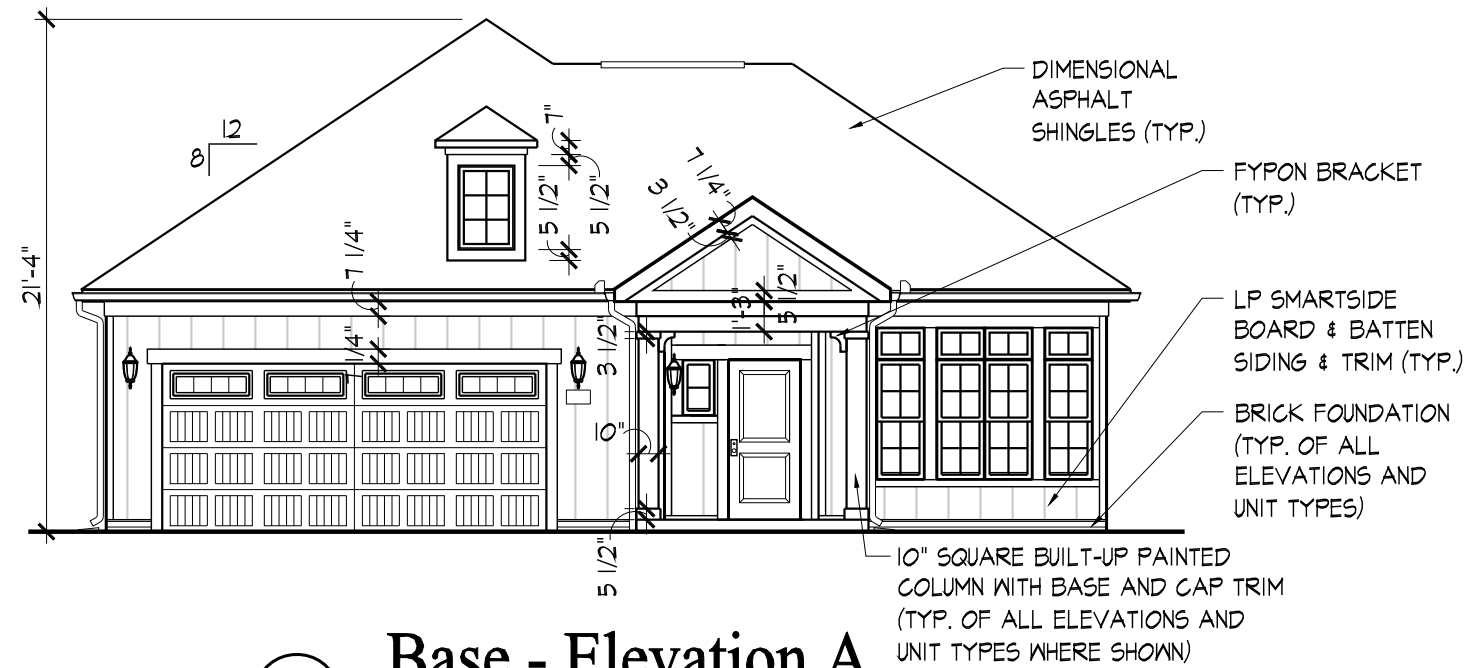 DIMENSIONAL
ASPHALT
SHINGLES (TYP.)
FYPON BRACKET
(TYP.)
LP SMARTSIDE
BOARD & BATTEN
SIDING & TRIM (TYP.)
BRICK FOUNDATION
(TYP. OF ALL
ELEVATIONS AND
UNIT TYPES)
10" SQUARE BUILT-UP PAINTED
COLUMN WITH BASE AND CAP TRIM
(TYP. OF ALL ELEVATIONS AND
UNIT TYPES WHERE SHOWN)
12
8
21'-4"
7"
5 1/2"
5 1/2"
7 1/4"
3 1/2"
7 1/4"
1/4"
3 1/2"
1'-3"
5 1/2"
10"
5 1/2"
Base - Elevation A